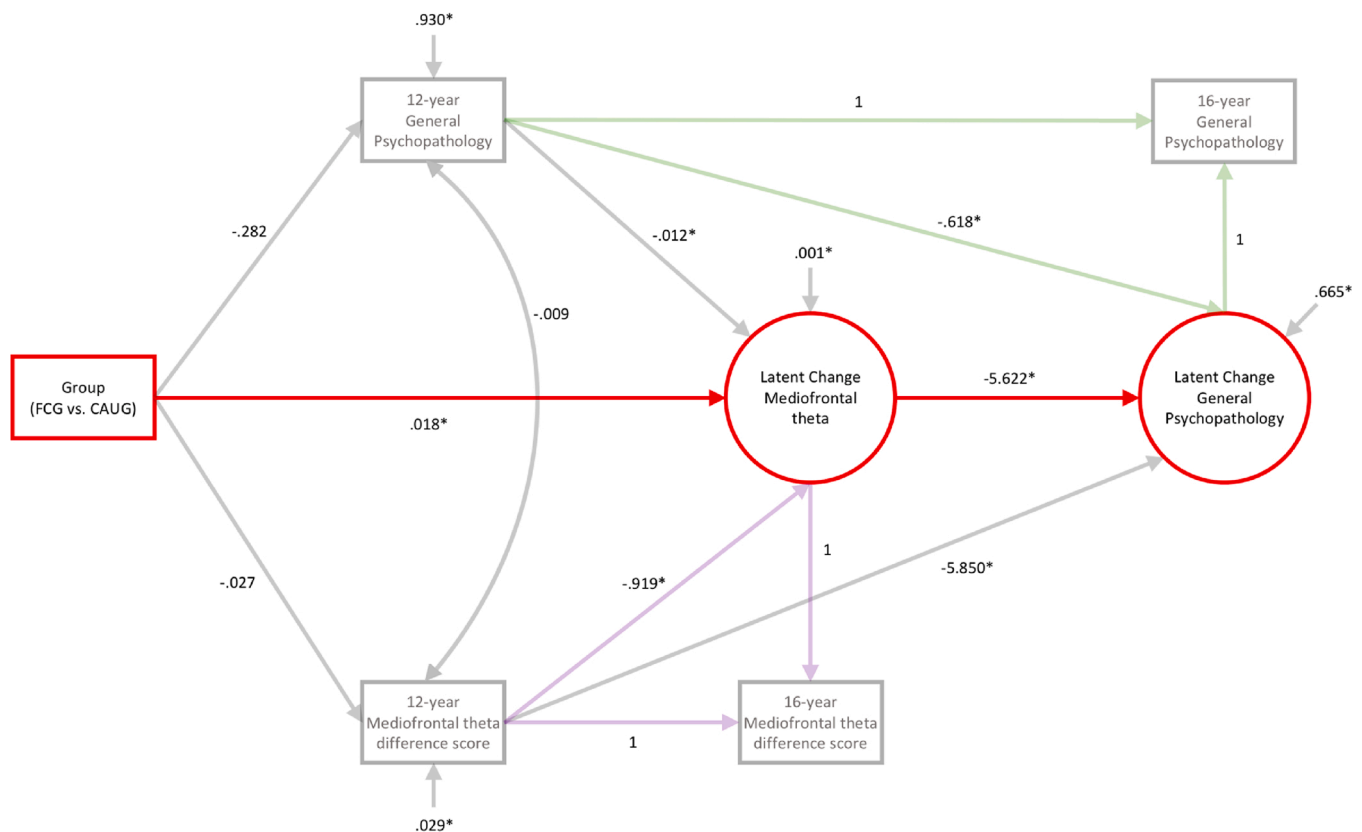 .930*
12-year
General
Psychopathology
1
16-year
General
Psychopathology
-.282
-.012*
-.618*
1
.001*
.665*
-.009
Group
(FCG vs. CAUG)
.018*
Latent Change
Mediofrontal
theta
-5.622*
Latent Change
General
Psychopathology
-.027
-.919*
1
-5.850*
12-year
Mediofrontal theta
difference score
1
16-year
Mediofrontal theta
difference score
.029*